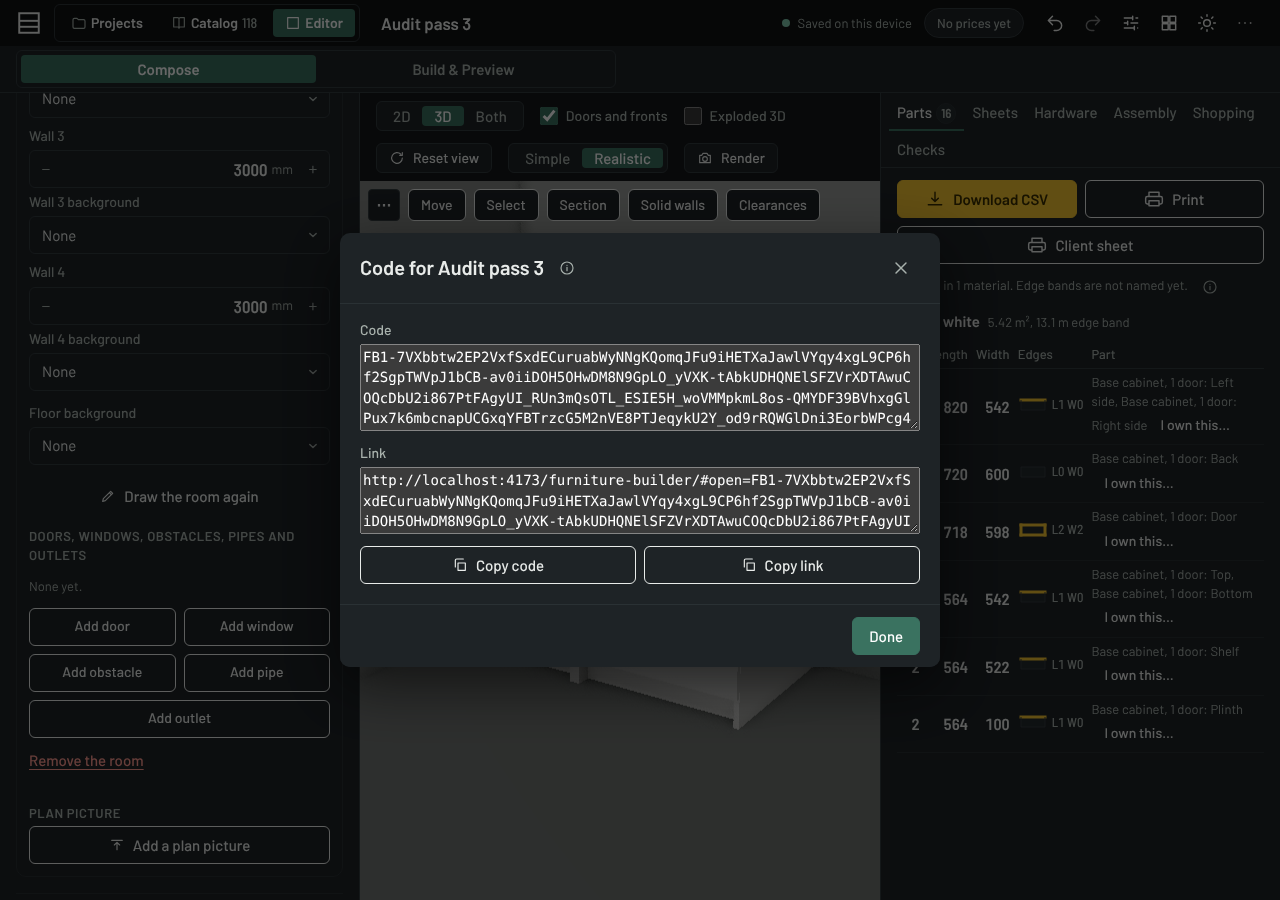 Projects
Catalog 118
Editor
Audit pass 3
Saved on this device
No prices yet
Compose
Build & Preview
None
Wall 3
− 3000 mm +
Wall 3 background
None
Wall 4
− 3000 mm +
Wall 4 background
None
Floor background
None
Draw the room again
DOORS, WINDOWS, OBSTACLES, PIPES AND
OUTLETS
None yet.
Add door
Add window
Add obstacle
Add pipe
Add outlet
Remove the room
PLAN PICTURE
Add a plan picture
2D 3D Both
Doors and fronts
Exploded 3D
Reset view
Simple Realistic
Render
Move
Select
Section
Solid walls
Clearances
Code for Audit pass 3
Code
FB1-7VXbbtw2EP2VxfSxdECuruabWyNNgKQomqJFu9iHETXaJawlVYqy4xgL9CP6h
f2SgpTWVpJ1bCB-av0iiDOH5OHwDM8N9GpLO_yVXK-tAbkUDHQNElSFZVrXDTAwuC
OQcDbU2i867PtFAgyUI_RUn3mQsOTL_ESIE5H_woVMMpkmL8os-QMYDF39BVhxgGl
Pux7k6mbcnapUCGxqYFBTrzcG5M2nVE8PTJeqykU2Y_od9rRQWGlDni3EorbWPcg4
Link
http://localhost:4173/furniture-builder/#open=FB1-7VXbbtw2EP2VxfS
xdECuruabWyNNgKQomqJFu9iHETXaJawlVYqy4xgL9CP6hf2SgpTWVpJ1bCB-av0i
iDOH5OHwDM8N9GpLO_yVXK-tAbkUDHQNElSFZVrXDTAwuCOQcDbU2i867PtFAgyUI
Copy code
Copy link
Done
Parts 16
Sheets
Hardware
Assembly
Shopping
Checks
Download CSV
Print
Client sheet
in 1 material. Edge bands are not named yet.
white 5.42 m², 13.1 m edge band
Width Edges Part
820 542 L1 W0 Base cabinet, 1 door: Left
side, Base cabinet, 1 door:
Right side I own this...
720 600 L0 W0 Base cabinet, 1 door: Back
I own this...
718 598 L2 W2 Base cabinet, 1 door: Door
I own this...
564 542 L1 W0 Base cabinet, 1 door: Top,
Base cabinet, 1 door: Bottom
I own this...
2 564 522 L1 W0 Base cabinet, 1 door: Shelf
I own this...
2 564 100 L1 W0 Base cabinet, 1 door: Plinth
I own this...